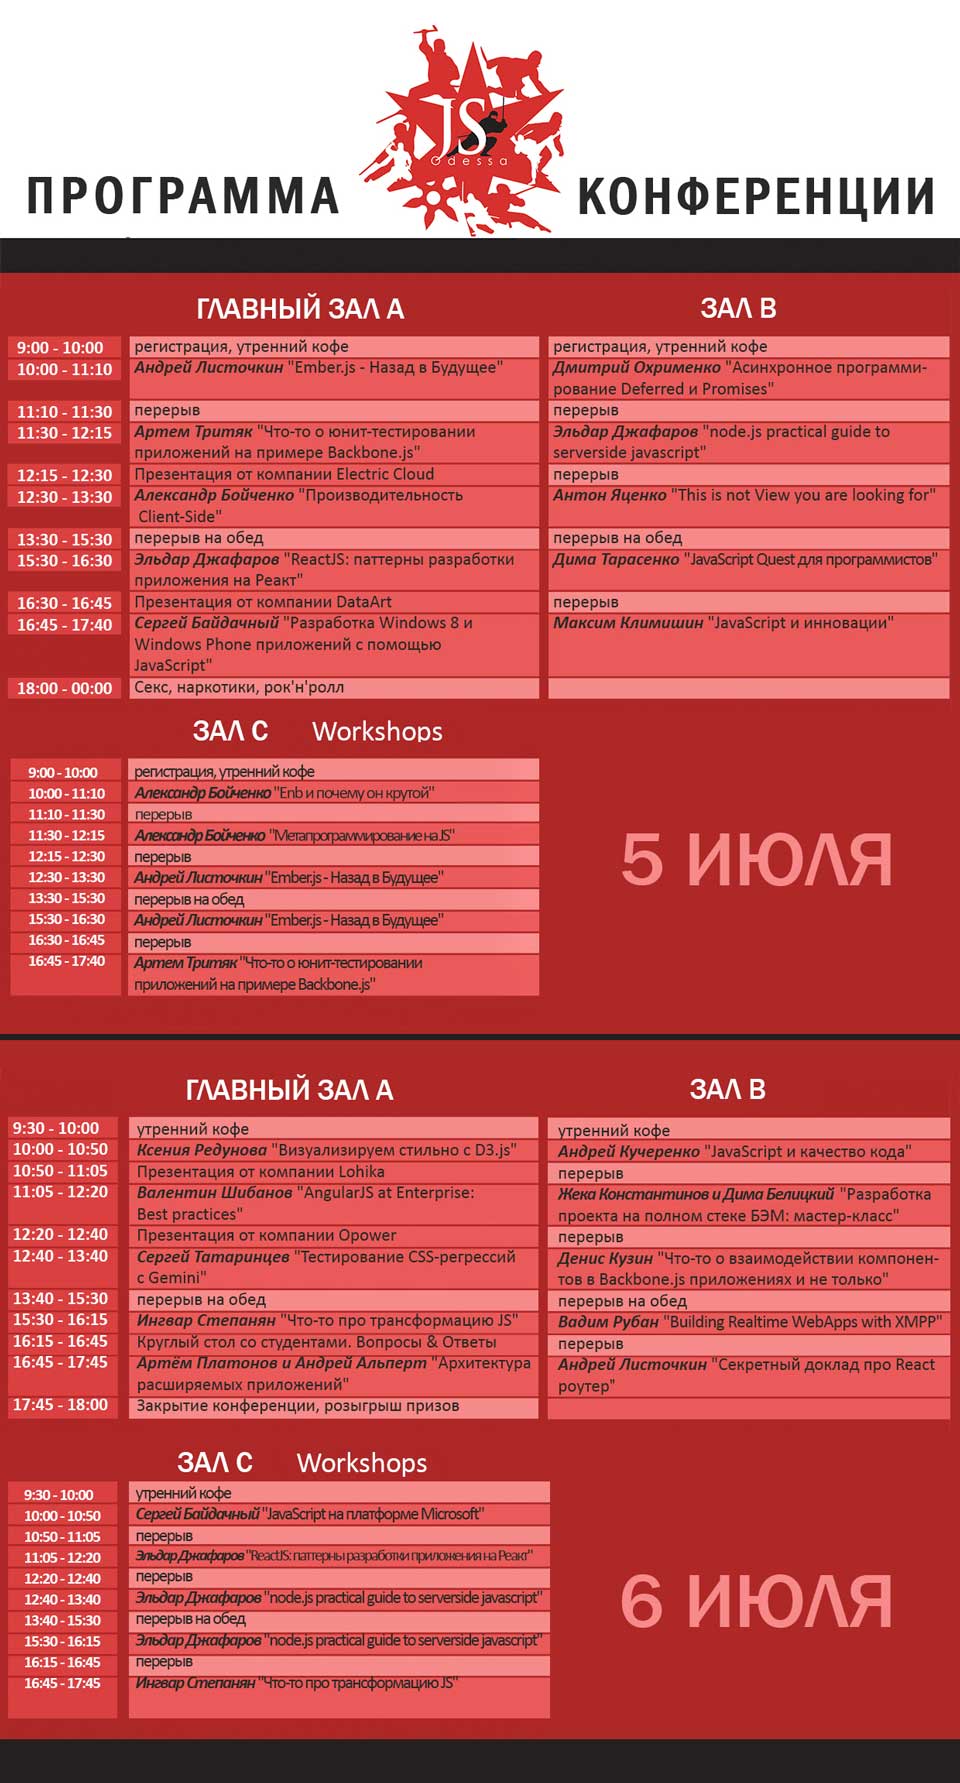 JS
Odessa
ПРОГРАММА КОНФЕРЕНЦИИ
ГЛАВНЫЙ ЗАЛ А
ЗАЛ В
9:00 - 10:00 регистрация, утренний кофе регистрация, утренний кофе
10:00 - 11:10 Андрей Листочкин "Ember.js - Назад в Будущее" Дмитрий Охрименко "Асинхронное программи-
рование Deferred и Promises"
11:10 - 11:30 перерыв перерыв
11:30 - 12:15 Артем Тритяк "Что-то о юнит-тестировании Эльдар Джафаров "node.js practical guide to
приложений на примере Backbone.js" serverside javascript"
12:15 - 12:30 Презентация от компании Electric Cloud перерыв
12:30 - 13:30 Александр Бойченко "Производительность Антон Яценко "This is not View you are looking for"
Client-Side"
13:30 - 15:30 перерыв на обед перерыв на обед
15:30 - 16:30 Эльдар Джафаров "ReactJS: паттерны разработки Дима Тарасенко "JavaScript Quest для программистов"
приложения на Реакт"
16:30 - 16:45 Презентация от компании DataArt перерыв
16:45 - 17:40 Сергей Байдачный "Разработка Windows 8 и Максим Климишин "JavaScript и инновации"
Windows Phone приложений с помощью
JavaScript"
18:00 - 00:00 Секс, наркотики, рок'н'ролл
ЗАЛ С Workshops
9:00 - 10:00 регистрация, утренний кофе
10:00 - 11:10 Александр Бойченко "Enb и почему он крутой"
11:10 - 11:30 перерыв
11:30 - 12:15 Александр Бойченко "Метапрограммирование на JS"
12:15 - 12:30 перерыв
12:30 - 13:30 Андрей Листочкин "Ember.js - Назад в Будущее"
13:30 - 15:30 перерыв на обед
15:30 - 16:30 Андрей Листочкин "Ember.js - Назад в Будущее"
16:30 - 16:45 перерыв
16:45 - 17:40 Артем Тритяк "Что-то о юнит-тестировании
приложений на примере Backbone.js"
5 ИЮЛЯ
ГЛАВНЫЙ ЗАЛ А
ЗАЛ В
9:30 - 10:00 утренний кофе утренний кофе
10:00 - 10:50 Ксения Редунова "Визуализируем стильно с D3.js" Андрей Кучеренко "JavaScript и качество кода"
10:50 - 11:05 Презентация от компании Lohika перерыв
11:05 - 12:20 Валентин Шибанов "AngularJS at Enterprise: Жека Константинов и Дима Белицкий "Разработка
Best practices" проекта на полном стеке БЭМ: мастер-класс"
12:20 - 12:40 Презентация от компании Opower перерыв
12:40 - 13:40 Сергей Татаринцев "Тестирование CSS-регрессий Денис Кузин "Что-то о взаимодействии компонен-
с Gemini" тов в Backbone.js приложениях и не только"
13:40 - 15:30 перерыв на обед перерыв на обед
15:30 - 16:15 Ингвар Степанян "Что-то про трансформацию JS" Вадим Рубан "Building Realtime WebApps with XMPP"
16:15 - 16:45 Круглый стол со студентами. Вопросы & Ответы перерыв
16:45 - 17:45 Артём Платонов и Андрей Альперт "Архитектура Андрей Листочкин "Секретный доклад про React
расширяемых приложений" роутер"
17:45 - 18:00 Закрытие конференции, розыгрыш призов
ЗАЛ С Workshops
9:30 - 10:00 утренний кофе
10:00 - 10:50 Сергей Байдачный "JavaScript на платформе Microsoft"
10:50 - 11:05 перерыв
11:05 - 12:20 Эльдар Джафаров "ReactJS: паттерны разработки приложения на Реакт"
12:20 - 12:40 перерыв
12:40 - 13:40 Эльдар Джафаров "node.js practical guide to serverside javascript"
13:40 - 15:30 перерыв на обед
15:30 - 16:15 Эльдар Джафаров "node.js practical guide to serverside javascript"
16:15 - 16:45 перерыв
16:45 - 17:45 Ингвар Степанян "Что-то про трансформацию JS"
6 ИЮЛЯ